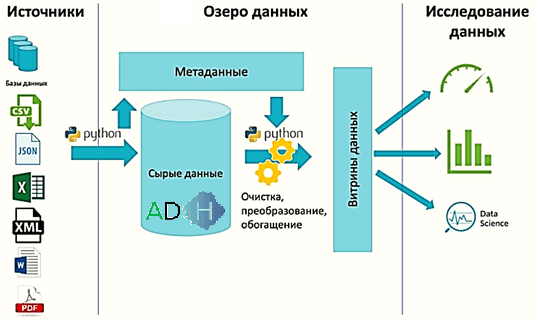 Источники
Озеро данных
Исследование
данных
Базы данных
CSV
JSON
XML
PDF
python
Метаданные
Сырые данные
ADH
python
Очистка,
преобразование,
обогащение
Витрины данных
Data
Science